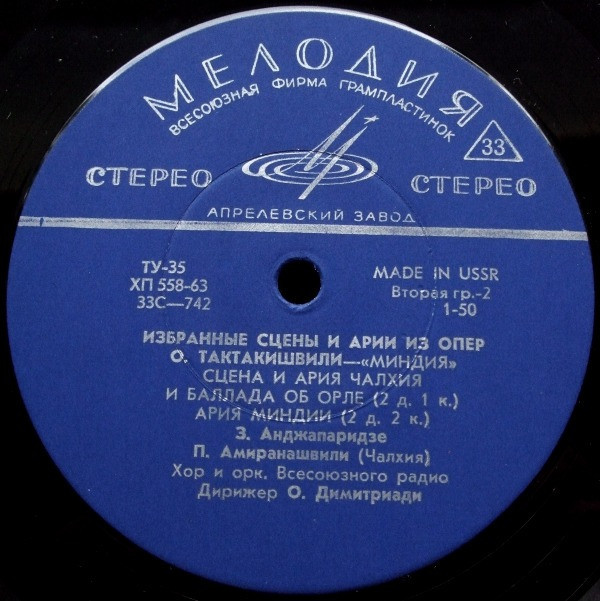 МЕЛОДИЯ
ВСЕСОЮЗНАЯ ФИРМА ГРАМПЛАСТИНОК
33
СТЕРЕО СТЕРЕО
АПРЕЛЕВСКИЙ ЗАВОД
ТУ-35 MADE IN USSR
ХП 558-63 Вторая гр.-2
33С—742 1-50
ИЗБРАННЫЕ СЦЕНЫ И АРИИ ИЗ ОПЕР
О. ТАКТАКИШВИЛИ—«МИНДИЯ»
СЦЕНА И АРИЯ ЧАЛХИЯ
И БАЛЛАДА ОБ ОРЛЕ (2 д. 1 к.)
АРИЯ МИНДИИ (2 д. 2 к.)
З. Анджапаридзе
П. Амиранашвили (Чалхия)
Хор и орк. Всесоюзного радио
Дирижер О. Димитриади